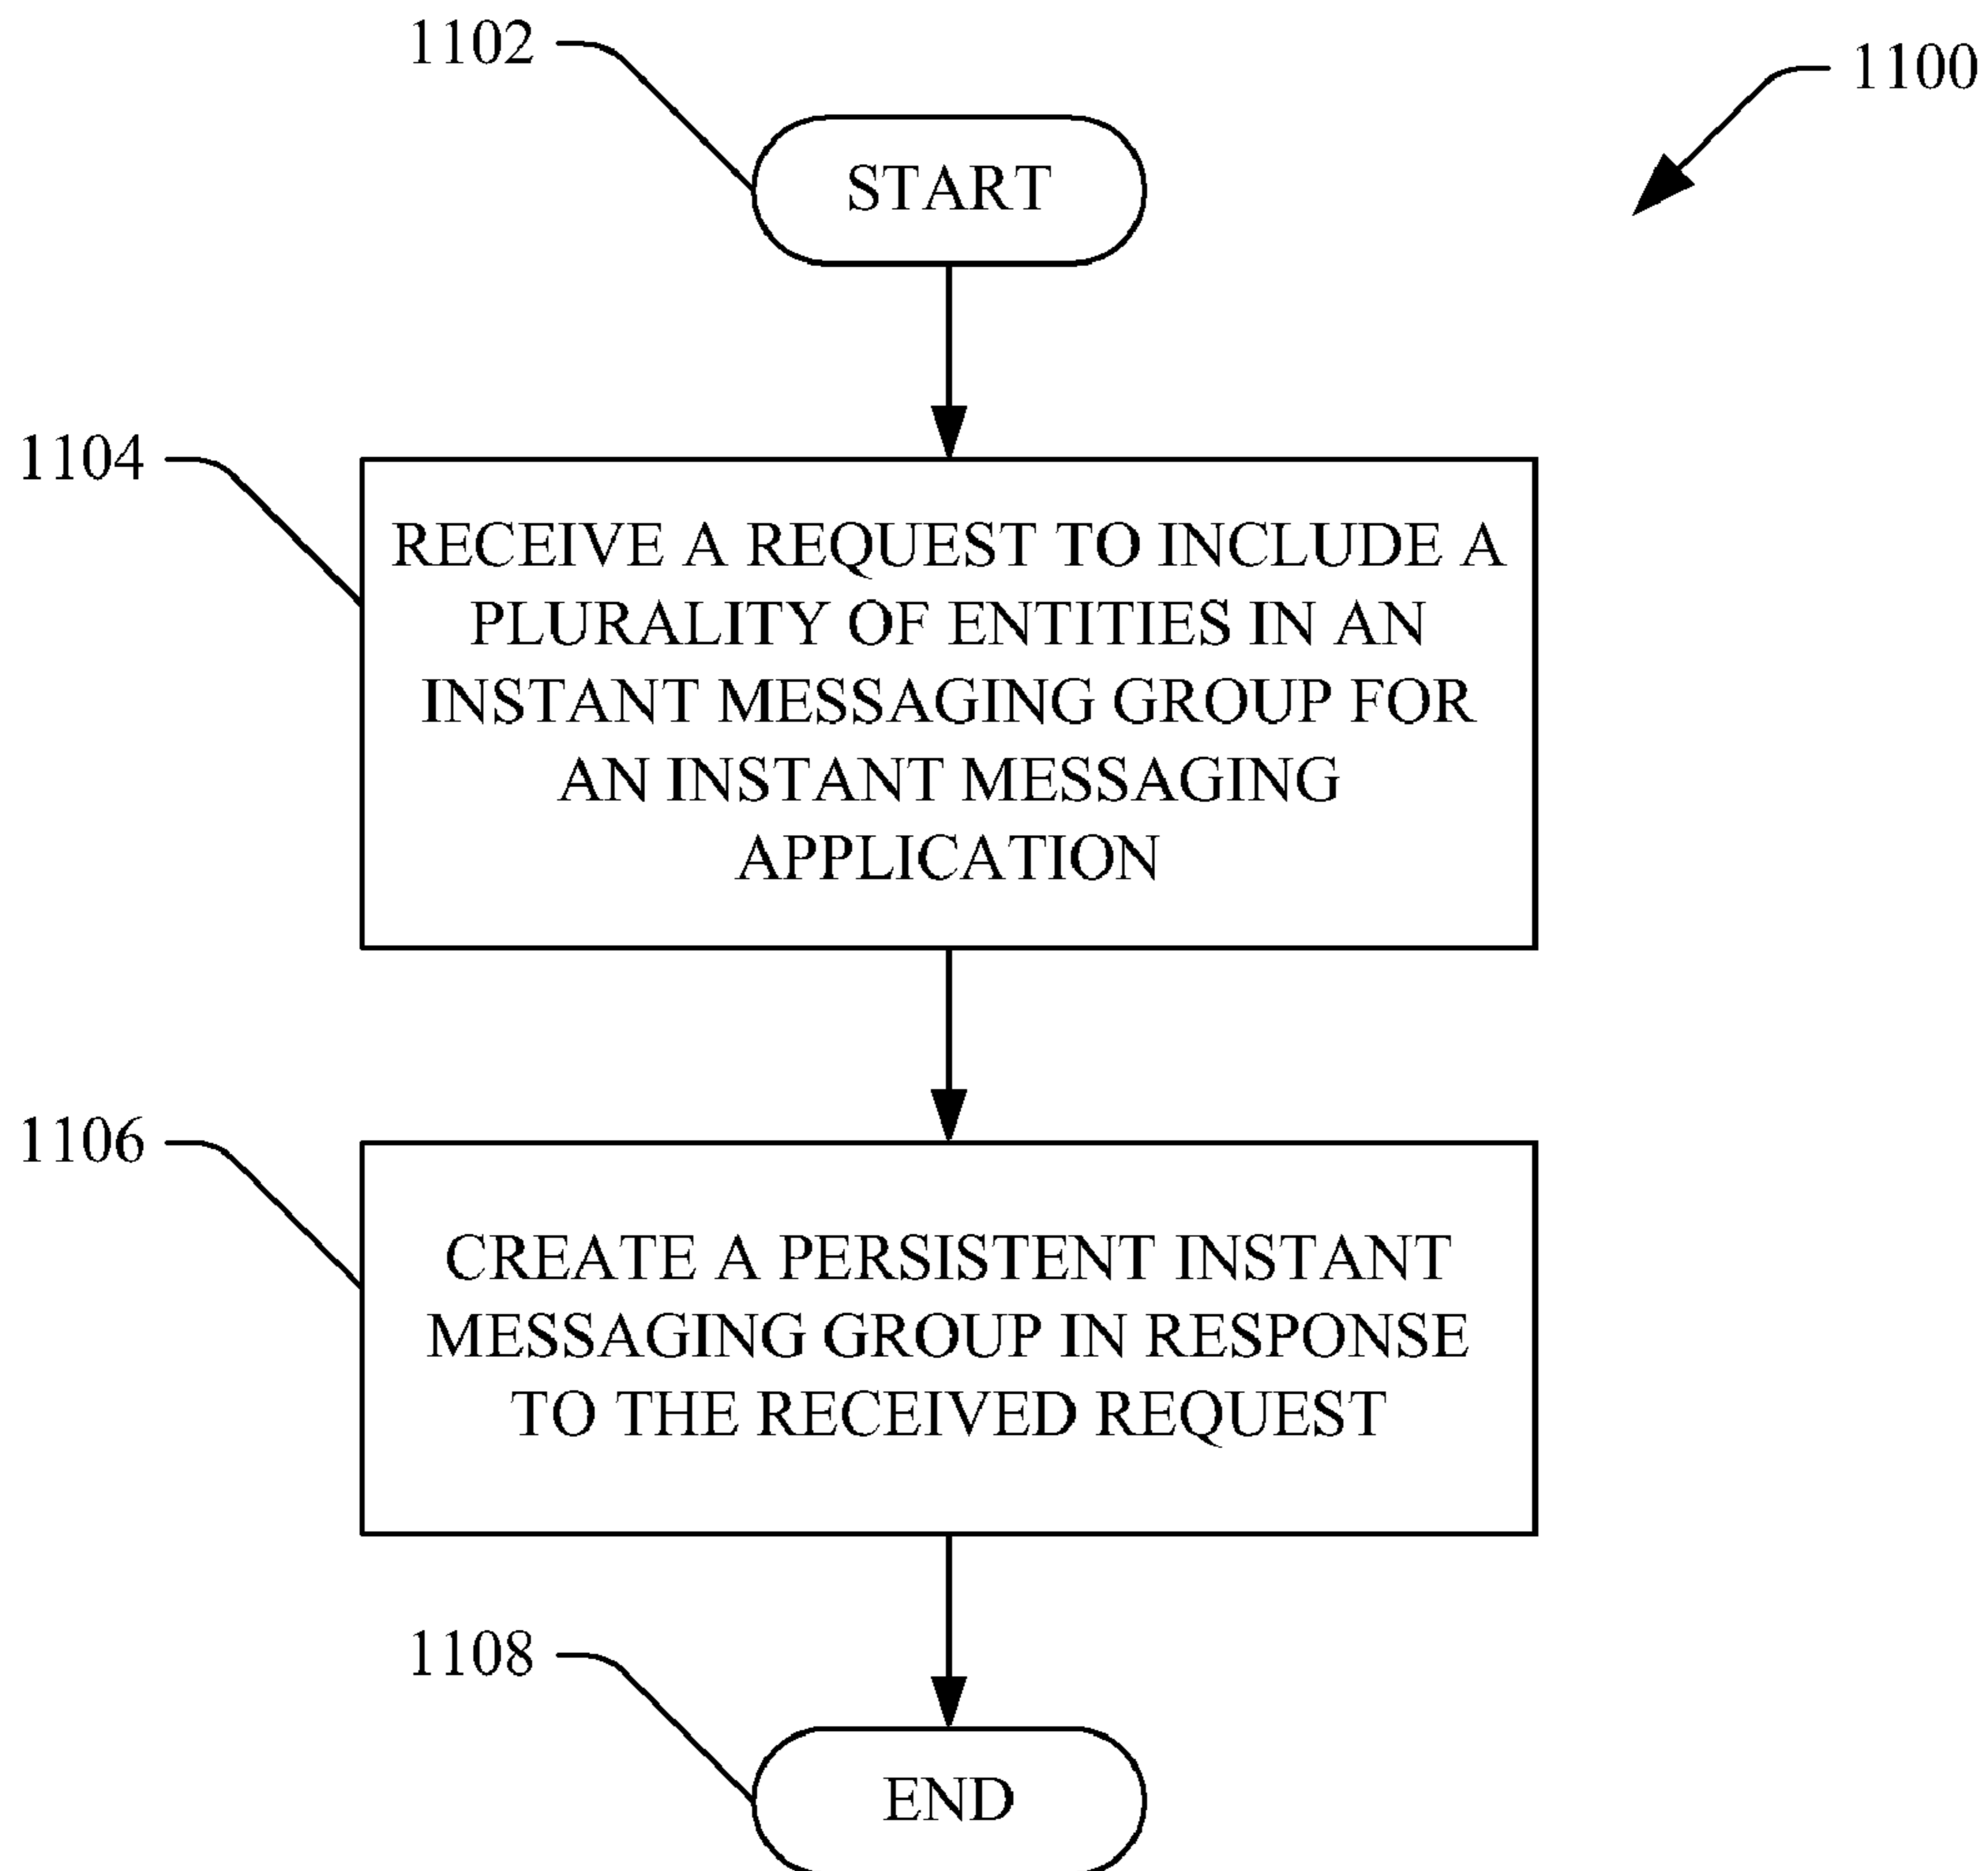 1102
1100
START
1104
RECEIVE A REQUEST TO INCLUDE A
PLURALITY OF ENTITIES IN AN
INSTANT MESSAGING GROUP FOR
AN INSTANT MESSAGING
APPLICATION
1106
CREATE A PERSISTENT INSTANT
MESSAGING GROUP IN RESPONSE
TO THE RECEIVED REQUEST
1108
END